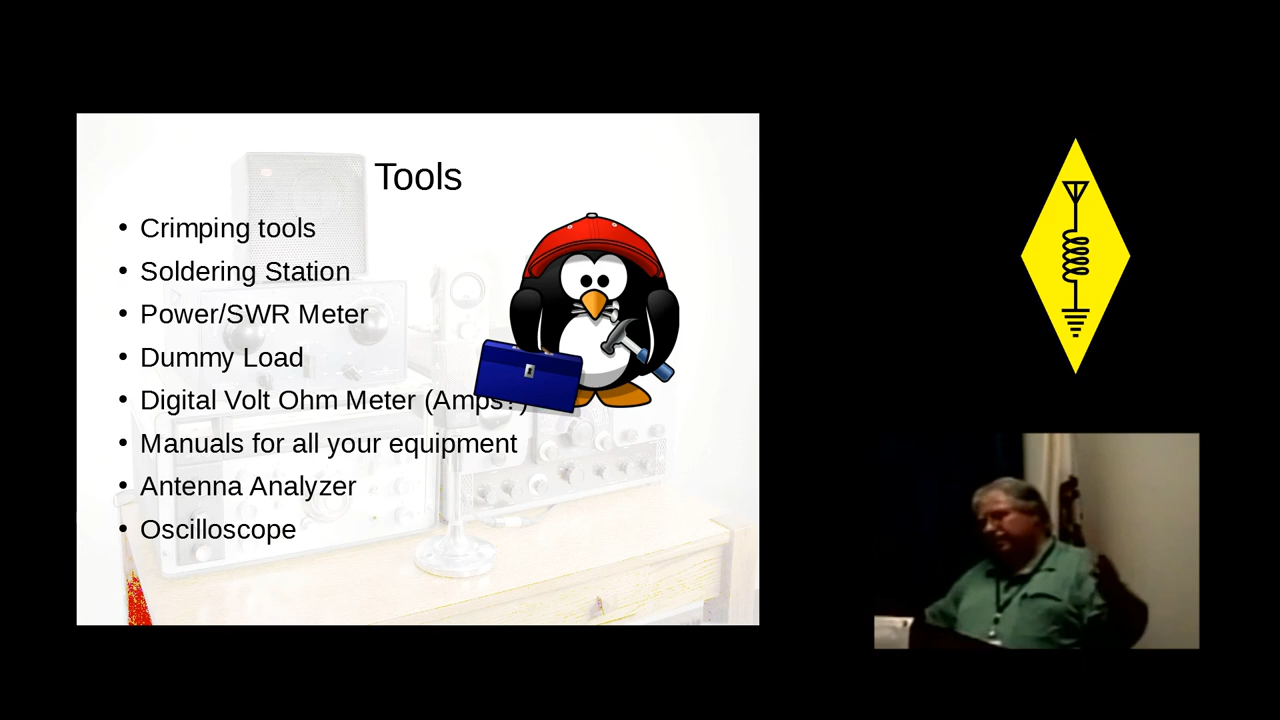 Tools
• Crimping tools
• Soldering Station
• Power/SWR Meter
• Dummy Load
• Digital Volt Ohm Meter (Amps?)
• Manuals for all your equipment
• Antenna Analyzer
• Oscilloscope